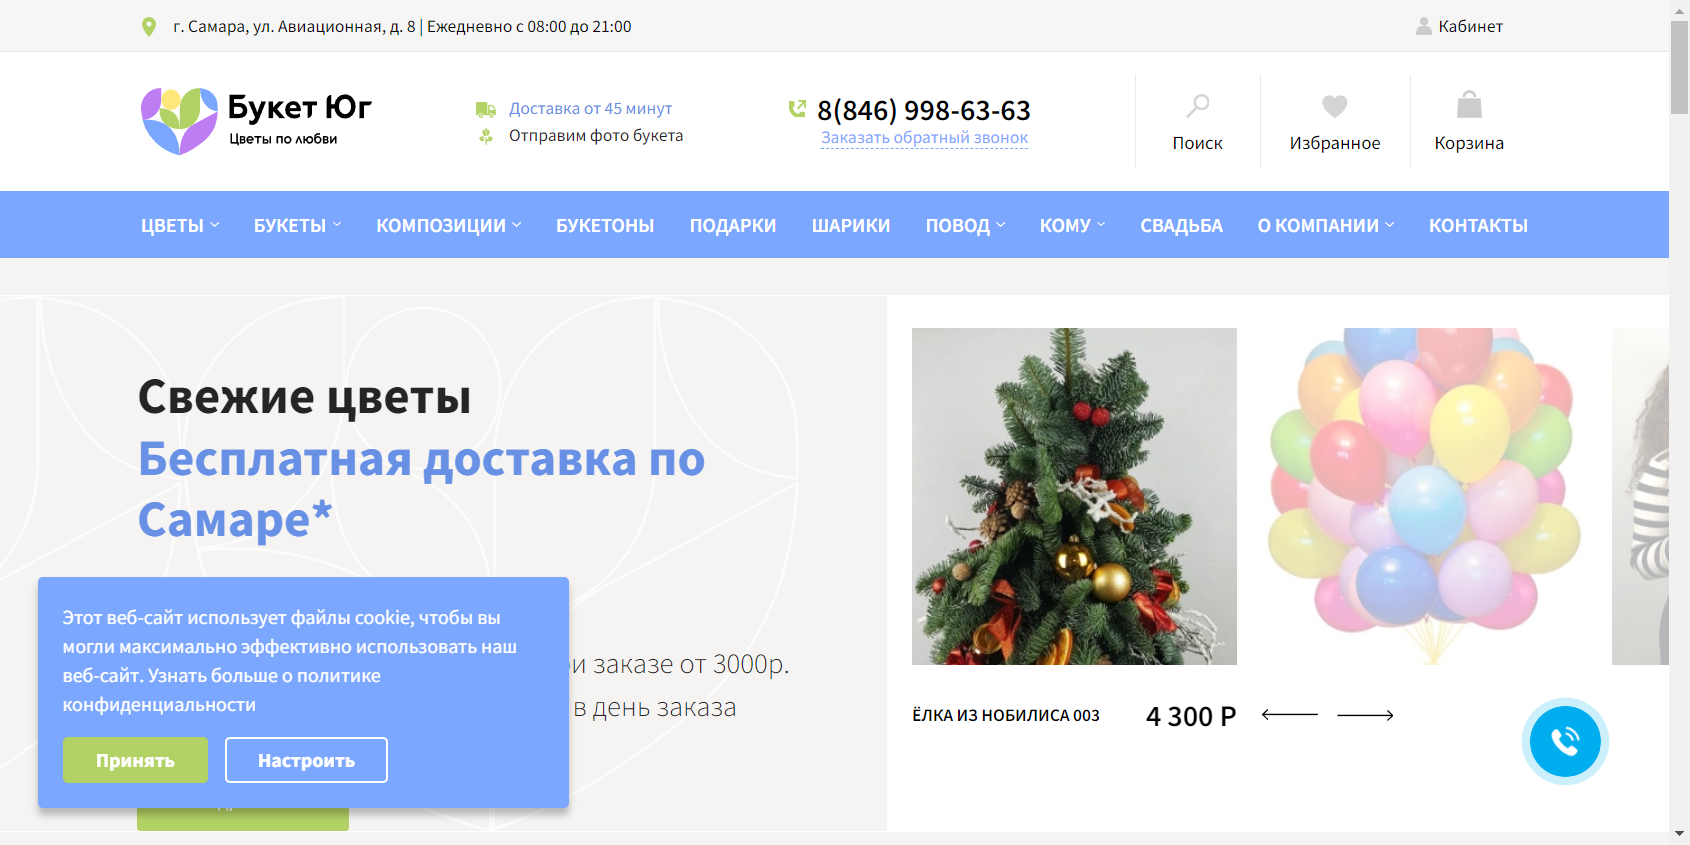 г. Самара, ул. Авиационная, д. 8 | Ежедневно с 08:00 до 21:00
Кабинет
Букет Юг
Цветы по любви
Доставка от 45 минут
Отправим фото букета
8(846) 998-63-63
Заказать обратный звонок
Поиск
Избранное
Корзина
ЦВЕТЫ БУКЕТЫ КОМПОЗИЦИИ БУКЕТОНЫ ПОДАРКИ ШАРИКИ ПОВОД КОМУ СВАДЬБА О КОМПАНИИ КОНТАКТЫ
Свежие цветы
Бесплатная доставка по
Самаре*
заказе от 3000р.
в день заказа
Этот веб-сайт использует файлы cookie, чтобы вы
могли максимально эффективно использовать наш
веб-сайт. Узнать больше о политике
конфиденциальности
Принять
Настроить
ЁЛКА ИЗ НОБИЛИСА 003
4 300 Р